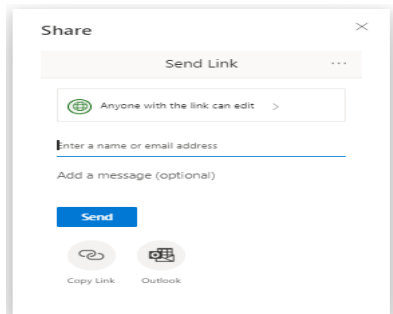 Share
Send Link
Anyone with the link can edit
Enter a name or email address
Add a message (optional)
Send
Copy Link Outlook